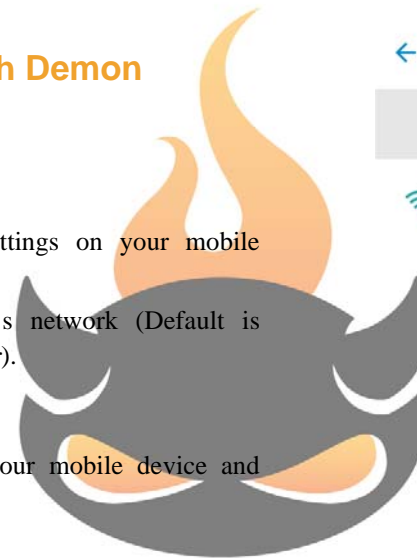 h Demon
ttings on your mobile
s network (Default is
).
our mobile device and